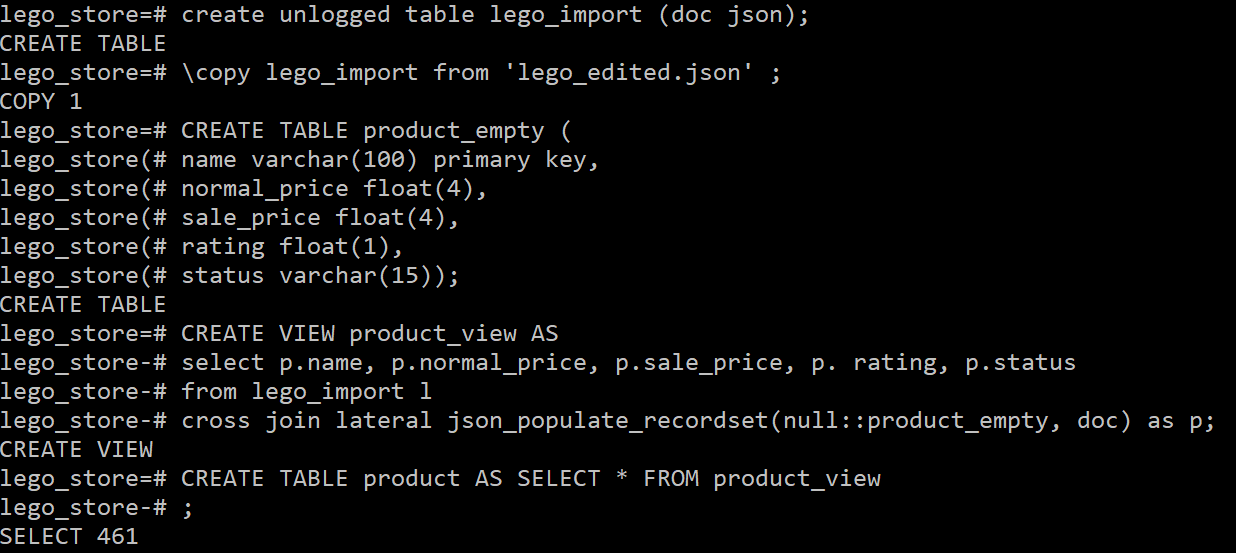 lego_store=# create unlogged table lego_import (doc json);
CREATE TABLE
lego_store=# \copy lego_import from 'lego_edited.json' ;
COPY 1
lego_store=# CREATE TABLE product_empty (
lego_store(# name varchar(100) primary key,
lego_store(# normal_price float(4),
lego_store(# sale_price float(4),
lego_store(# rating float(1),
lego_store(# status varchar(15));
CREATE TABLE
lego_store=# CREATE VIEW product_view AS
lego_store-# select p.name, p.normal_price, p.sale_price, p. rating, p.status
lego_store-# from lego_import l
lego_store-# cross join lateral json_populate_recordset(null::product_empty, doc) as p;
CREATE VIEW
lego_store=# CREATE TABLE product AS SELECT * FROM product_view
lego_store-# ;
SELECT 461